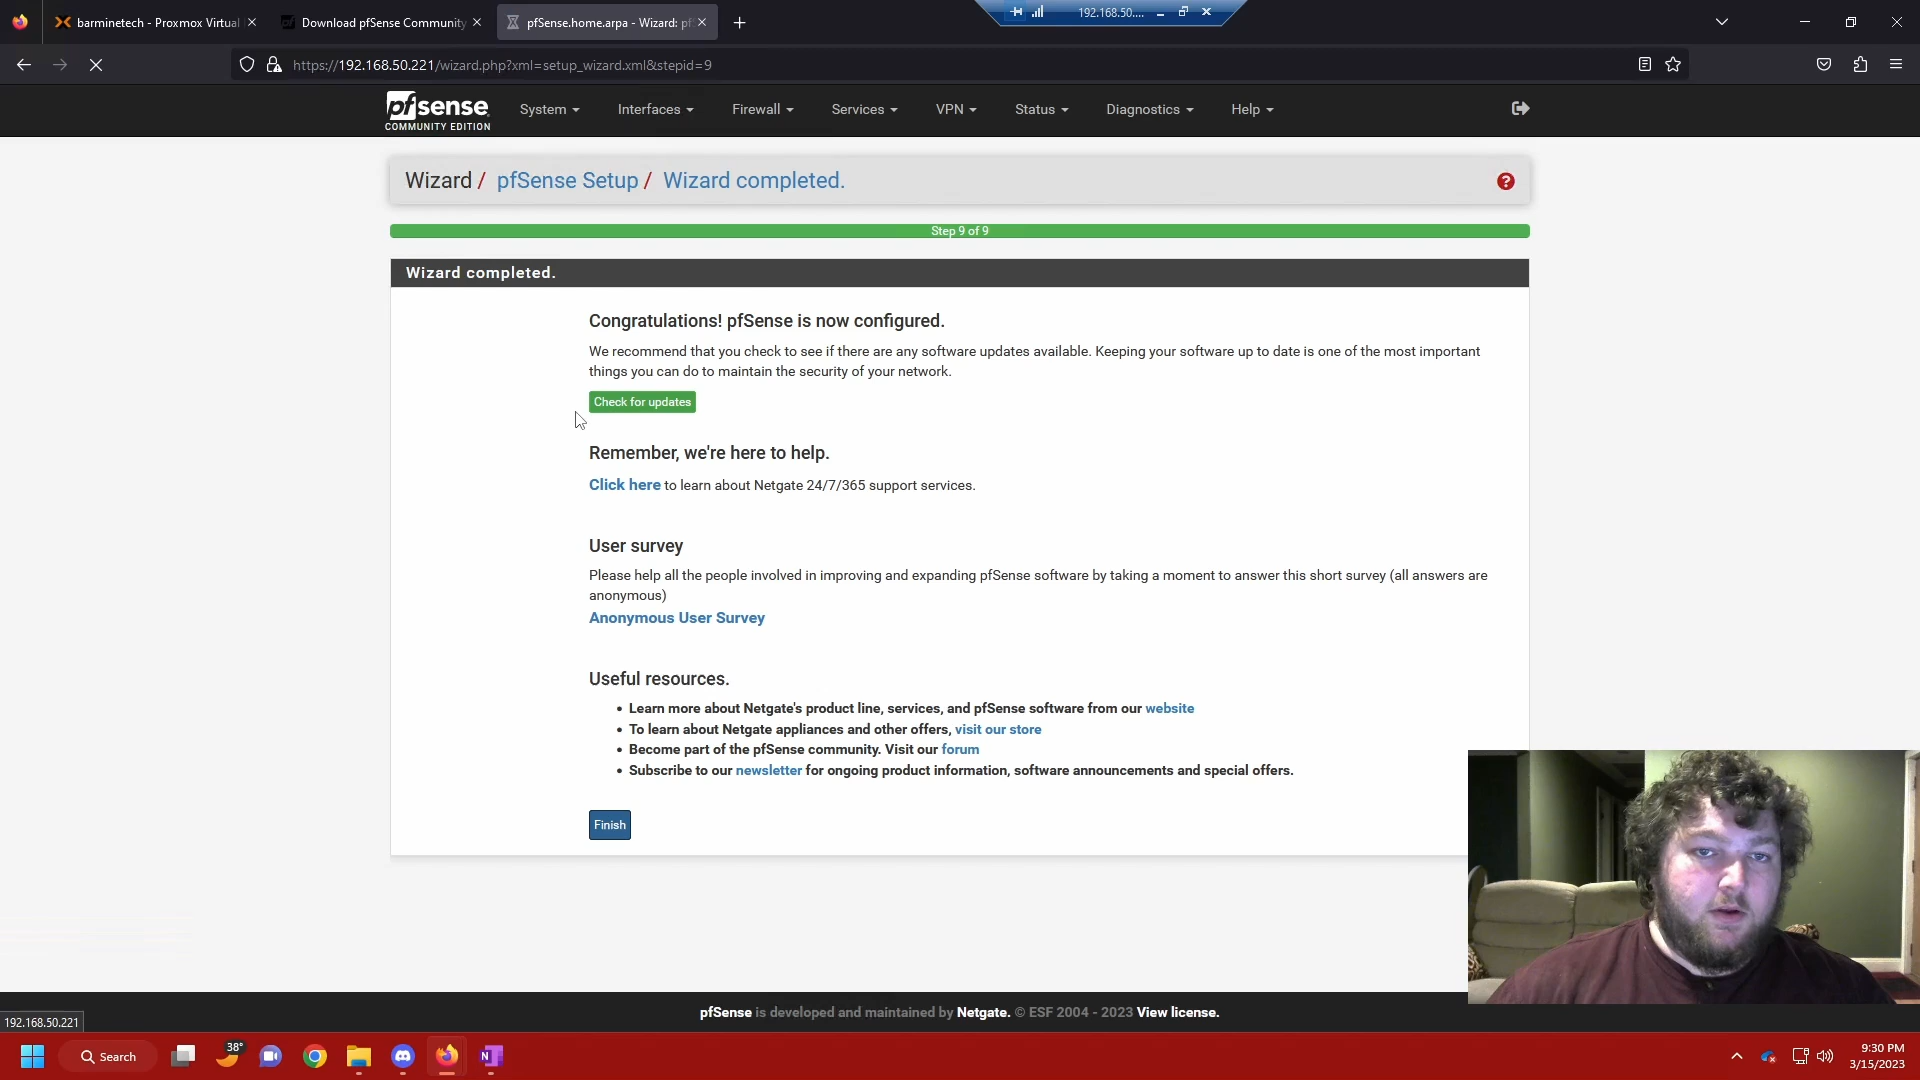 barminetech - Proxmox Virtual
Download pfSense Community
pfSense.home.arpa - Wizard: pf
192.168.50....
https://192.168.50.221/wizard.php?xml=setup_wizard.xml&stepid=9
pfsense
COMMUNITY EDITION
System
Interfaces
Firewall
Services
VPN
Status
Diagnostics
Help
Wizard / pfSense Setup / Wizard completed.
Step 9 of 9
Wizard completed.
Congratulations! pfSense is now configured.
We recommend that you check to see if there are any software updates available. Keeping your software up to date is one of the most important
things you can do to maintain the security of your network.
Check for updates
Remember, we're here to help.
Click here to learn about Netgate 24/7/365 support services.
User survey
Please help all the people involved in improving and expanding pfSense software by taking a moment to answer this short survey (all answers are
anonymous)
Anonymous User Survey
Useful resources.
• Learn more about Netgate's product line, services, and pfSense software from our website
• To learn about Netgate appliances and other offers, visit our store
• Become part of the pfSense community. Visit our forum
• Subscribe to our newsletter for ongoing product information, software announcements and special offers.
Finish
pfSense is developed and maintained by Netgate. © ESF 2004 - 2023 View license.
192.168.50.221
Search
38°
N
9:30 PM
3/15/2023